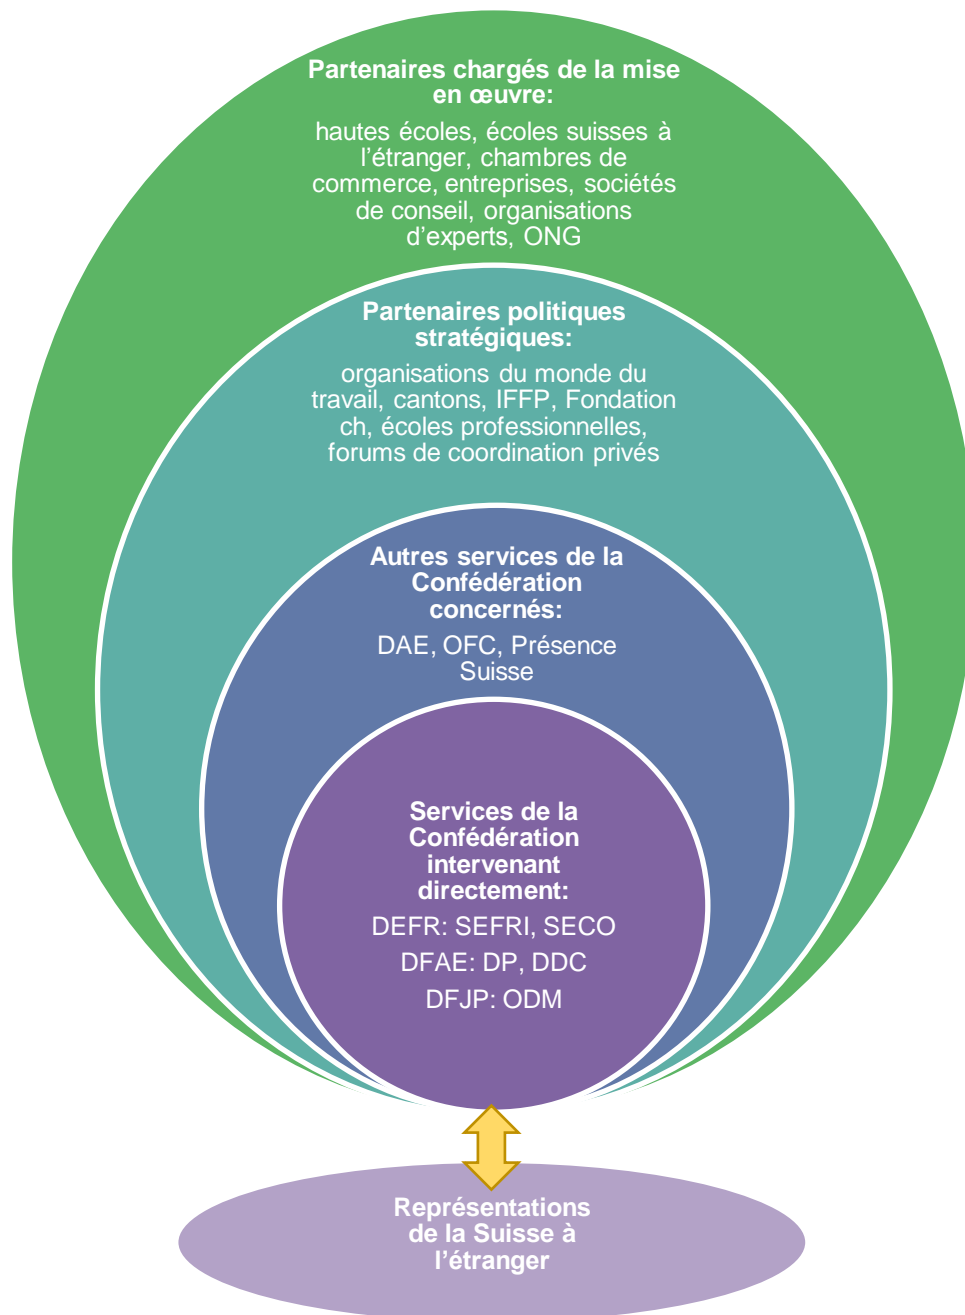 Partenaires chargés de la mise
en œuvre:
hautes écoles, écoles suisses à
l’étranger, chambres de
commerce, entreprises, sociétés
de conseil, organisations
d’experts, ONG
Partenaires politiques
stratégiques:
organisations du monde du
travail, cantons, IFFP, Fondation
ch, écoles professionnelles,
forums de coordination privés
Autres services de la
Confédération
concernés:
DAE, OFC, Présence
Suisse
Services de la
Confédération
intervenant
directement:
DEFR: SEFRI, SECO
DFAE: DP, DDC
DFJP: ODM
Représentations
de la Suisse à
l’étranger